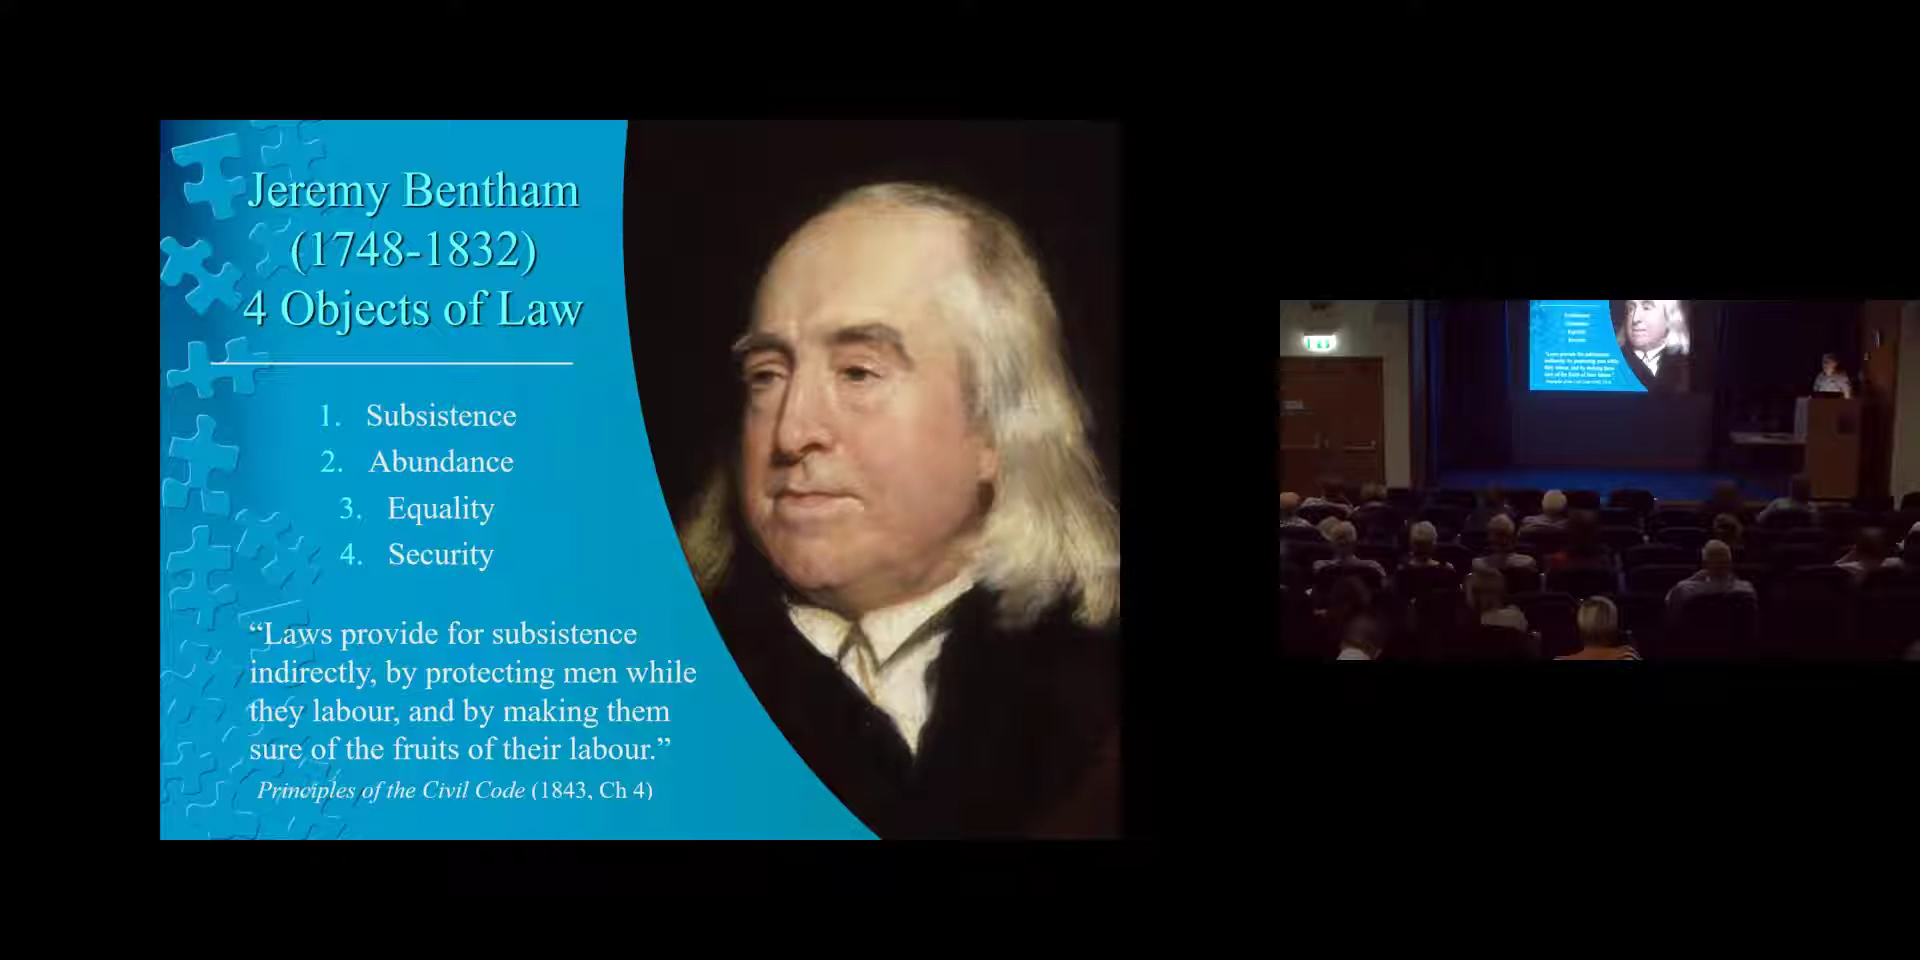 Jeremy Bentham
(1748-1832)
4 Objects of Law
1. Subsistence
2. Abundance
3. Equality
4. Security
“Laws provide for subsistence
indirectly, by protecting men while
they labour, and by making them
sure of the fruits of their labour.”
Principles of the Civil Code (1843, Ch 4)